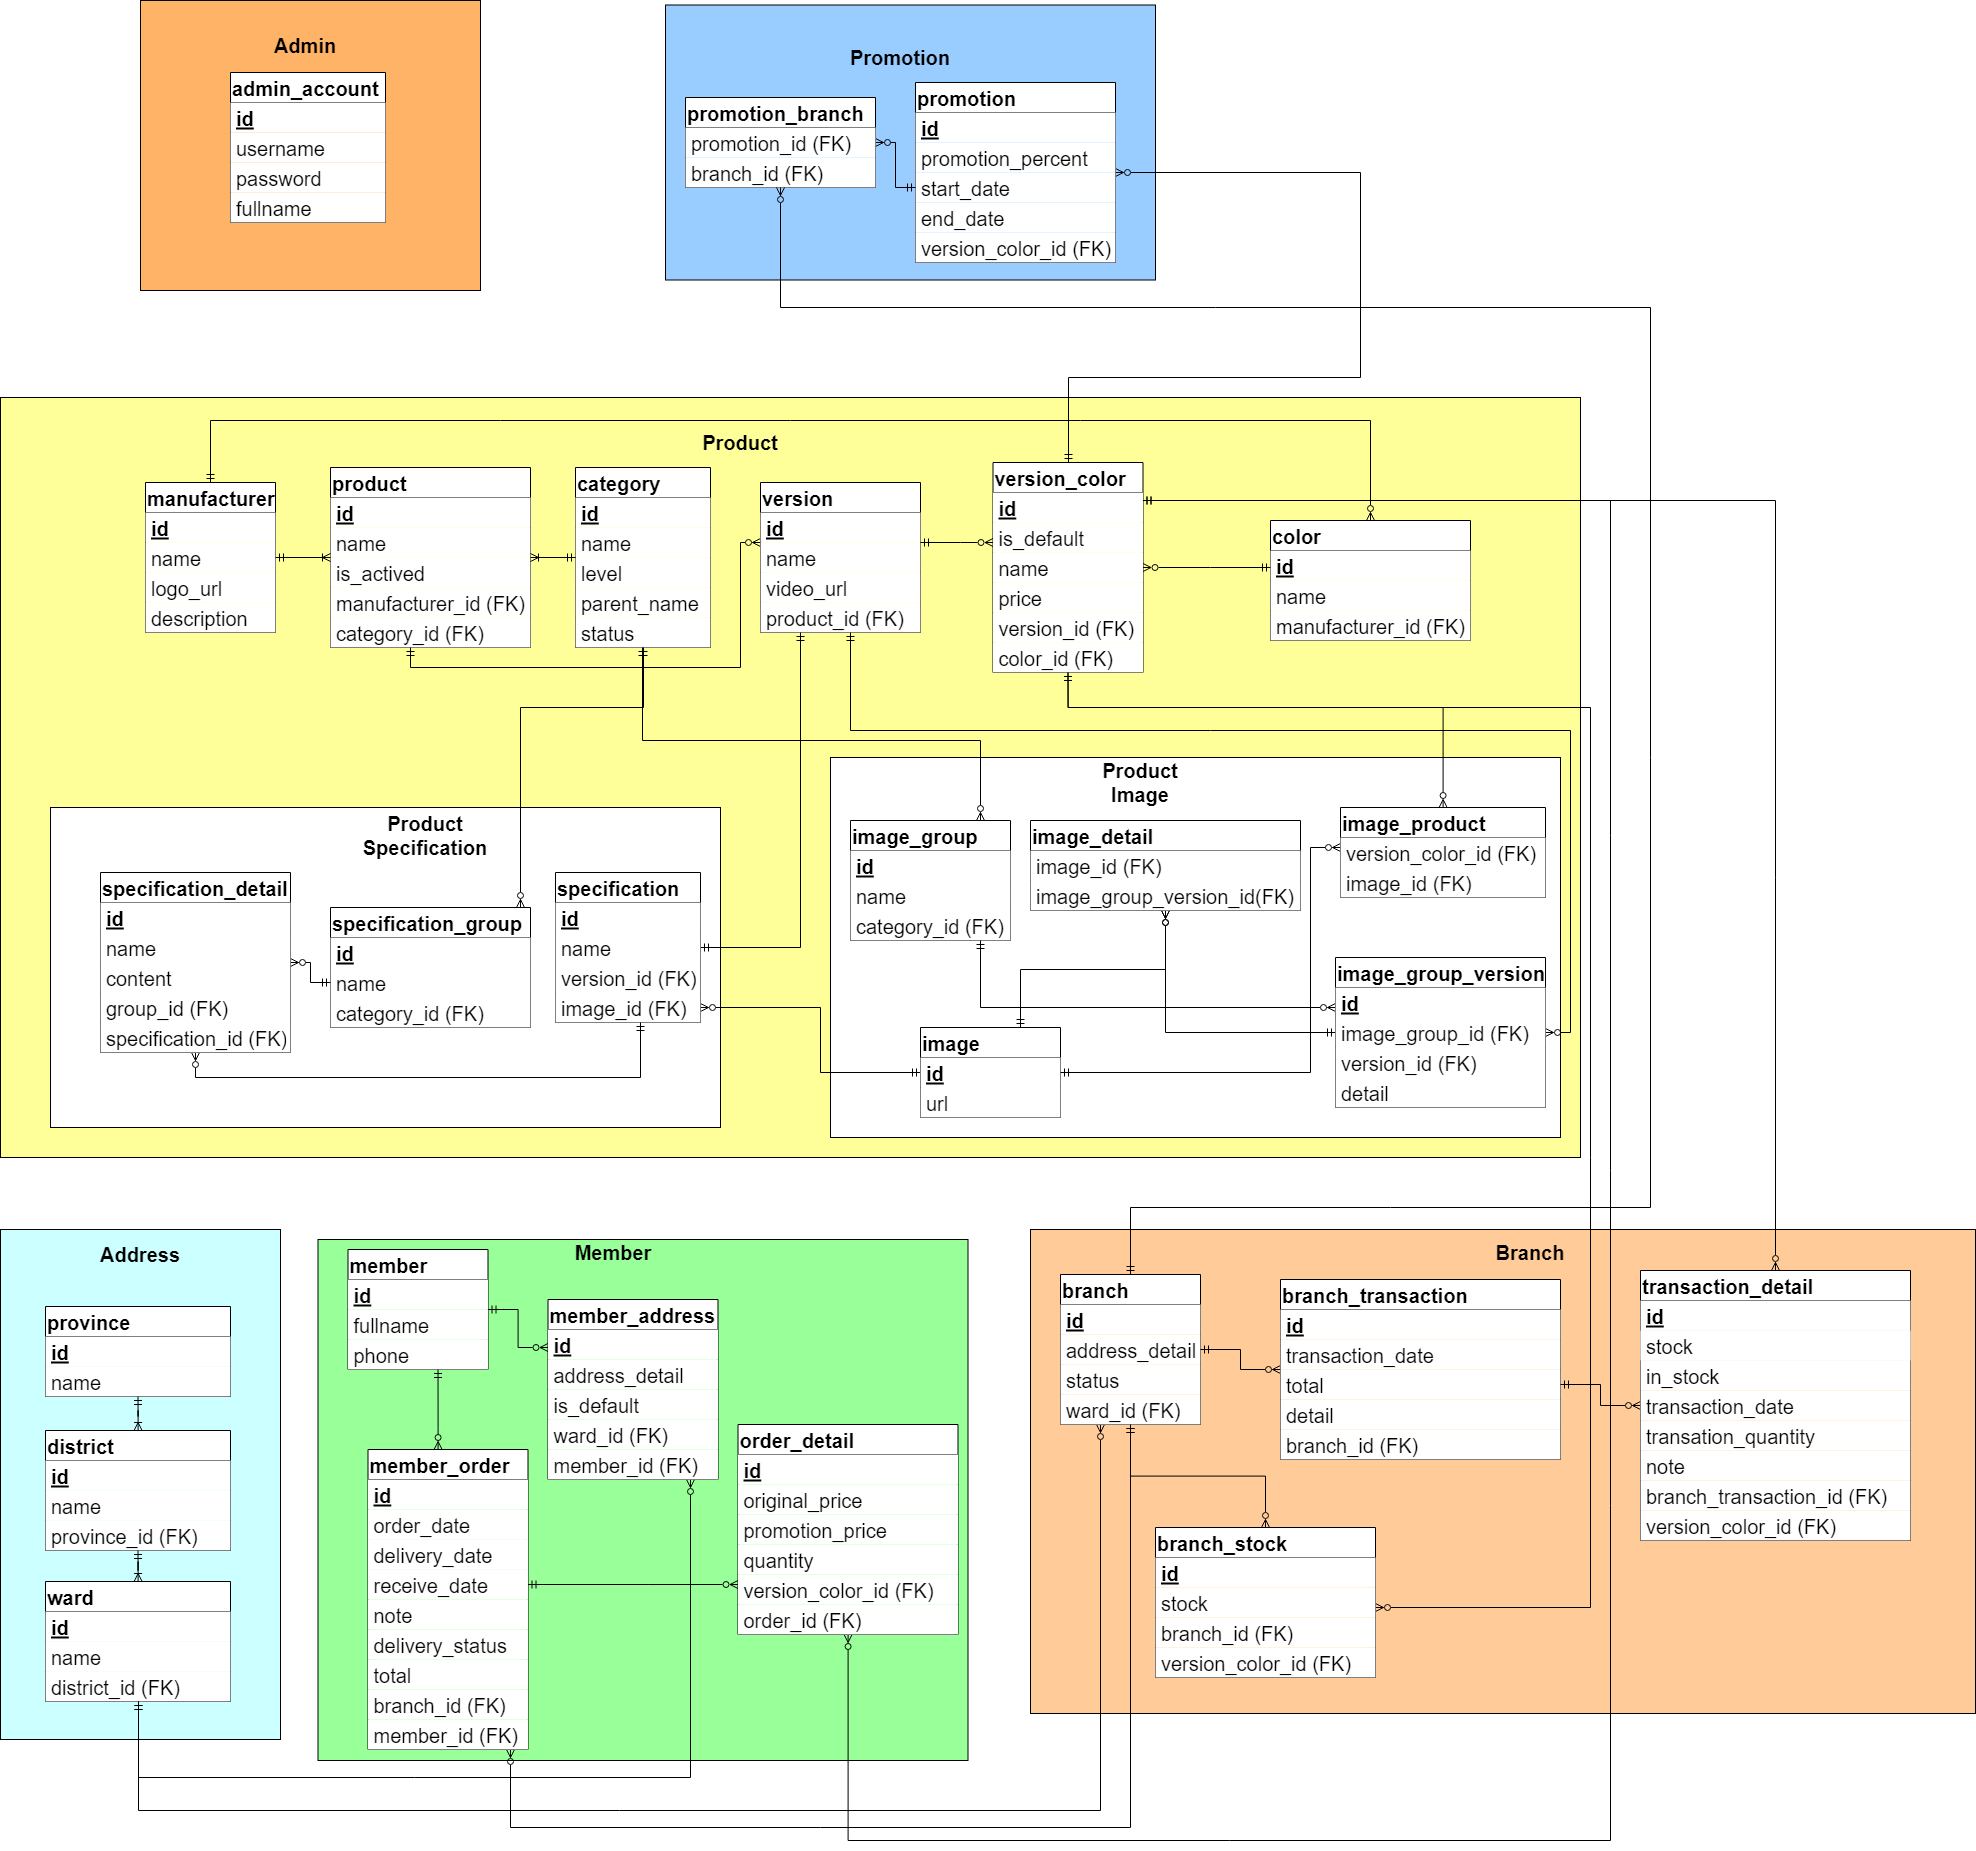 Admin
admin_account
id
username
password
fullname
Promotion
promotion_branch
promotion_id (FK)
branch_id (FK)
promotion
id
promotion_percent
start_date
end_date
version_color_id (FK)
Product
manufacturer
id
name
logo_url
description
product
id
name
is_actived
manufacturer_id (FK)
category_id (FK)
category
id
name
level
parent_name
status
version
id
name
video_url
product_id (FK)
version_color
id
is_default
name
price
version_id (FK)
color_id (FK)
color
id
name
manufacturer_id (FK)
Product
Specification
specification_detail
id
name
content
group_id (FK)
specification_id (FK)
specification_group
id
name
category_id (FK)
specification
id
name
version_id (FK)
image_id (FK)
Product
Image
image_group
id
name
category_id (FK)
image_detail
image_id (FK)
image_group_version_id(FK)
image_product
version_color_id (FK)
image_id (FK)
image_group_version
id
image_group_id (FK)
version_id (FK)
detail
image
id
url
Address
province
id
name
district
id
name
province_id (FK)
ward
id
name
district_id (FK)
Member
member
id
fullname
phone
member_address
id
address_detail
is_default
ward_id (FK)
member_id (FK)
member_order
id
order_date
delivery_date
receive_date
note
delivery_status
total
branch_id (FK)
member_id (FK)
order_detail
id
original_price
promotion_price
quantity
version_color_id (FK)
order_id (FK)
Branch
branch
id
address_detail
status
ward_id (FK)
branch_transaction
id
transaction_date
total
detail
branch_id (FK)
transaction_detail
id
stock
in_stock
transaction_date
transation_quantity
note
branch_transaction_id (FK)
version_color_id (FK)
branch_stock
id
stock
branch_id (FK)
version_color_id (FK)